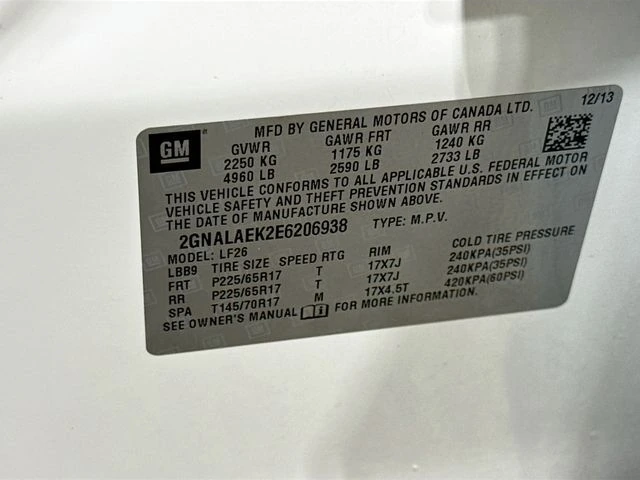 12/13
GM
MFD BY GENERAL MOTORS OF CANADA LTD.
GVWR GAWR FRT GAWR RR
2250 KG 1175 KG 1240 KG
4960 LB 2590 LB 2733 LB
THIS VEHICLE CONFORMS TO ALL APPLICABLE U.S. FEDERAL MOTOR
VEHICLE SAFETY AND THEFT PREVENTION STANDARDS IN EFFECT ON
THE DATE OF MANUFACTURE SHOWN ABOVE.
2GNALAEK2E6206938 TYPE: M.P.V.
MODEL: LF26
LBB9 TIRE SIZE SPEED RTG RIM COLD TIRE PRESSURE
FRT P225/65R17 T 17X7J 240KPA(35PSI)
RR P225/65R17 T 17X7J 240KPA(35PSI)
SPA T145/70R17 M 17X4.5T 420KPA(60PSI)
SEE OWNER'S MANUAL FOR MORE INFORMATION.